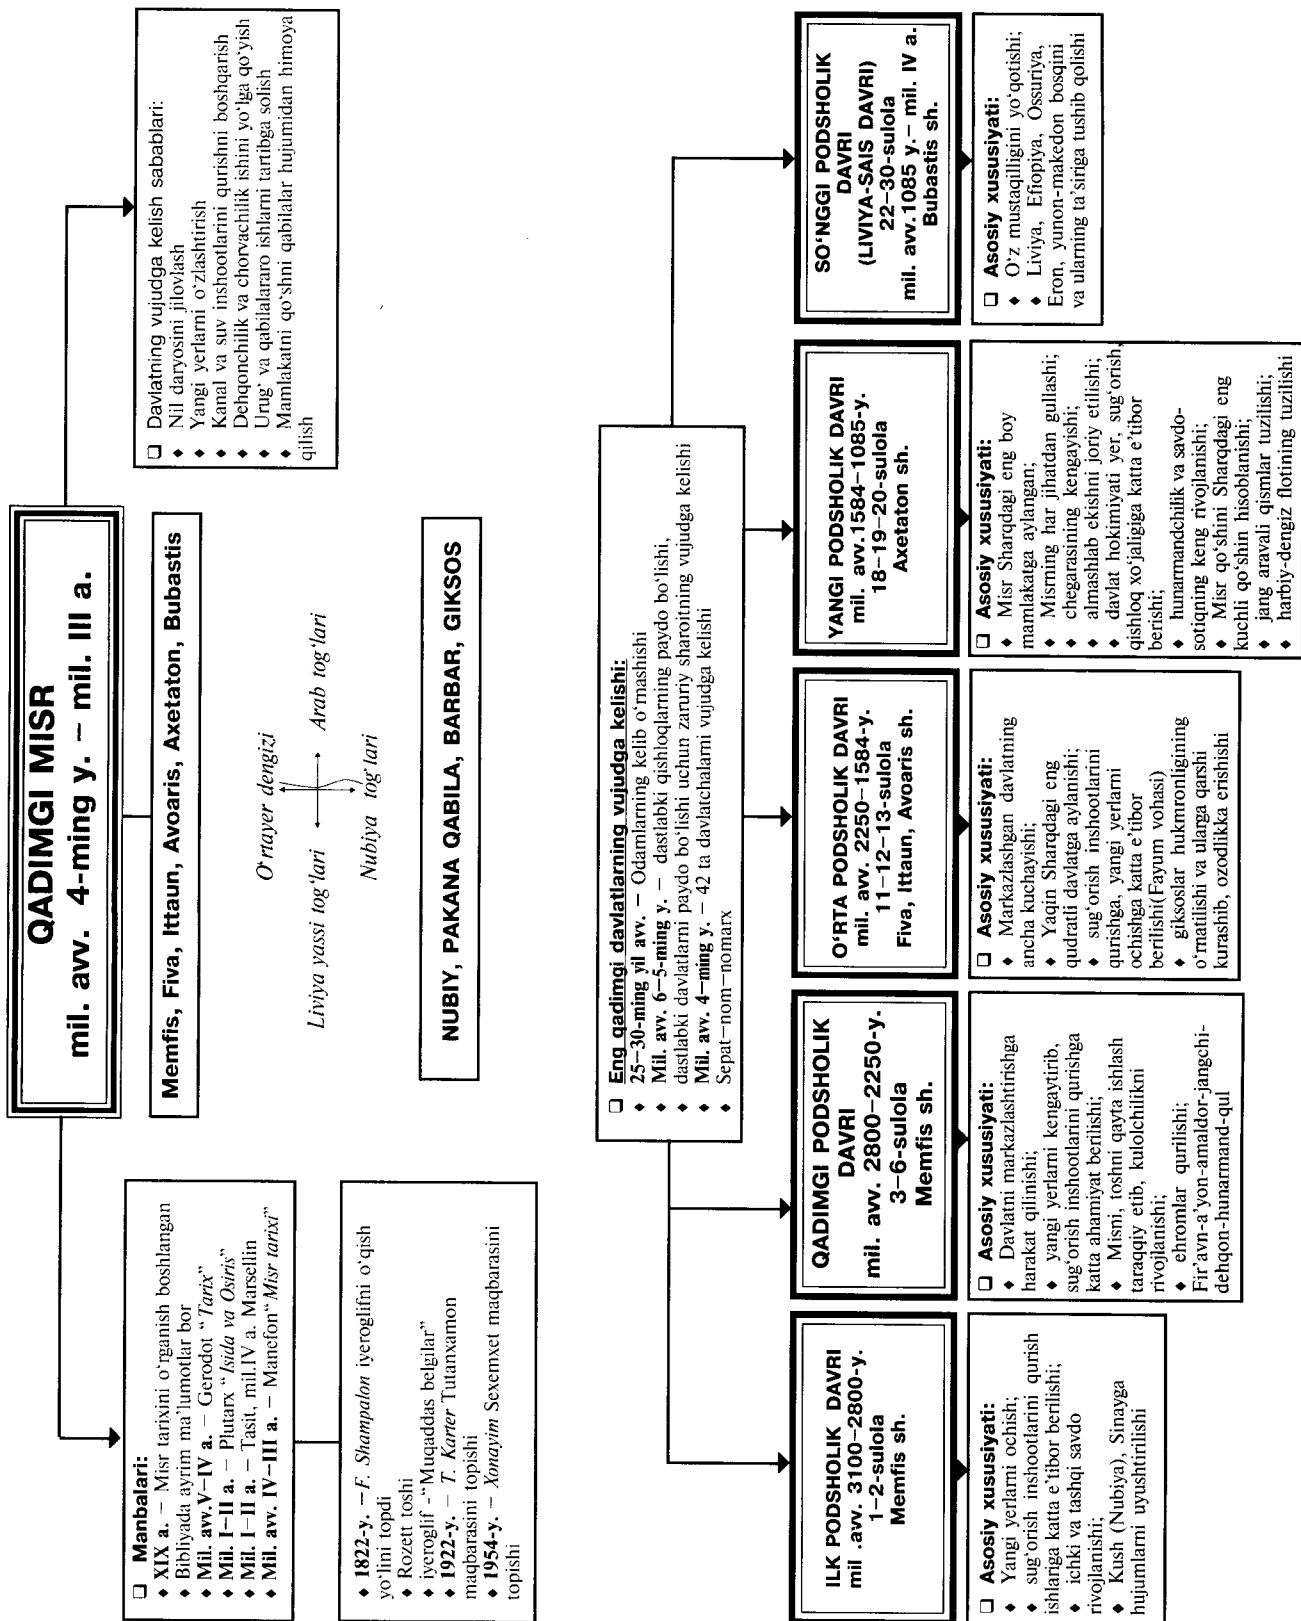 QADIMGI MISR
mil. avv. 4-ming y. – mil. III a.
Memfis, Fiva, Ittaun, Avoaris, Axetaton, Bubastis
❑ Manbalari:
♦ XIX a. – Misr tarixini o‘rganish boshlangan
♦ Bibliyada ayrim ma’lumotlar bor
♦ Mil. avv.V–IV a. – Gerodot “Tarix”
♦ Mil. I–II a. – Plutarx “Isida va Osiris”
♦ Mil. I–II a. – Tasit, mil.IV a. Marsellin
♦ Mil. avv. IV–III a. – Manefon“Misr tarixi”
♦ 1822-y. – F. Shampalon iyeroglifni o‘qish
yo‘lini topdi
♦ Rozett toshi
♦ iyeroglif -“Muqaddas belgilar”
♦ 1922-y. – T. Karter Tutanxamon
maqbarasini topishi
♦ 1954-y. – Xonayim Sexemxet maqbarasini
topishi
O‘rtayer dengizi
Liviya yassi tog‘lari
Arab tog‘lari
Nubiya tog‘lari
NUBIY, PAKANA QABILA, BARBAR, GIKSOS
❑ Davlatning vujudga kelish sabablari:
♦ Nil daryosini jilovlash
♦ Yangi yerlarni o‘zlashtirish
♦ Kanal va suv inshootlarini qurishni boshqarish
♦ Dehqonchilik va chorvachilik ishini yo‘lga qo‘yish
♦ Urug‘ va qabilalararo ishlarni tartibga solish
♦ Mamlakatni qo‘shni qabilalar hujumidan himoya
qilish
❑ Eng qadimgi davlatlarning vujudga kelishi:
♦ 25–30-ming yil avv. – Odamlarning kelib o‘rnashishi
♦ Mil. avv. 6–5-ming y. – dastlabki qishloqlarning paydo bo‘lishi,
♦ dastlabki davlatlarni paydo bo‘lishi uchun zaruriy sharoitning vujudga kelishi
♦ Mil. avv. 4–ming y. – 42 ta davlatchalarni vujudga kelishi
♦ Sepat–nom–nomarx
ILK PODSHOLIK DAVRI
mil .avv. 3100–2800-y.
1–2-sulola
Memfis sh.
❑ Asosiy xususiyati:
♦ Yangi yerlarni ochish;
♦ sug‘orish inshootlarini qurish
ishlariga katta e’tibor berilishi;
♦ ichki va tashqi savdo
rivojlanishi;
♦ Kush (Nubiya), Sinayga
hujumlarni uyushtirilishi
QADIMGI PODSHOLIK
DAVRI
mil. avv. 2800–2250-y.
3–6-sulola
Memfis sh.
❑ Asosiy xususiyati:
♦ Davlatni markazlashtirishga
harakat qilinishi;
♦ yangi yerlarni kengaytirib,
sug‘orish inshootlarini qurishga
katta ahamiyat berilishi;
♦ Misni, toshni qayta ishlash
taraqqiy etib, kulolchilikni
rivojlanishi;
♦ ehromlar qurilishi;
Fir’avn-a’yon-amaldor-jangchi-
dehqon-hunarmand-qul
O‘RTA PODSHOLIK DAVRI
mil. avv. 2250–1584-y.
11–12–13-sulola
Fiva, Ittaun, Avoaris sh.
❑ Asosiy xususiyati:
♦ Markazlashgan davlatning
ancha kuchayishi;
♦ Yaqin Sharqdagi eng
qudratli davlatga aylanishi;
♦ sug‘orish inshootlarini
qurishga, yangi yerlarni
ochishga katta e’tibor
berilishi(Fayum vohasi)
♦ giksoslar hukmronligining
o‘rnatilishi va ularga qarshi
kurashib, ozodlikka erishishi
YANGI PODSHOLIK DAVRI
mil. avv.1584–1085-y.
18–19–20-sulola
Axetaton sh.
❑ Asosiy xususiyati:
♦ Misr Sharqdagi eng boy
mamlakatga aylangan;
♦ Misrning har jihatdan gullashi;
♦ chegarasining kengayishi;
♦ almashlab ekishni joriy etilishi;
♦ davlat hokimiyati yer, sug‘orish,
qishloq xo‘jaligiga katta e’tibor
berishi;
♦ hunarmandchilik va savdo-
sotiqning keng rivojlanishi;
♦ Misr qo‘shini Sharqdagi eng
kuchli qo‘shin hisoblanishi;
♦ jang aravali qismlar tuzilishi;
♦ harbiy-dengiz flotining tuzilishi
SO‘NGGI PODSHOLIK
DAVRI
(LIVIYA-SAIS DAVRI)
22–30-sulola
mil. avv.1085 y.– mil. IV a.
Bubastis sh.
❑ Asosiy xususiyati:
♦ O‘z mustaqilligini yo‘qotishi;
♦ Liviya, Efiopiya, Ossuriya,
Eron, yunon-makedon bosqini
va ularning ta’siriga tushib qolishi